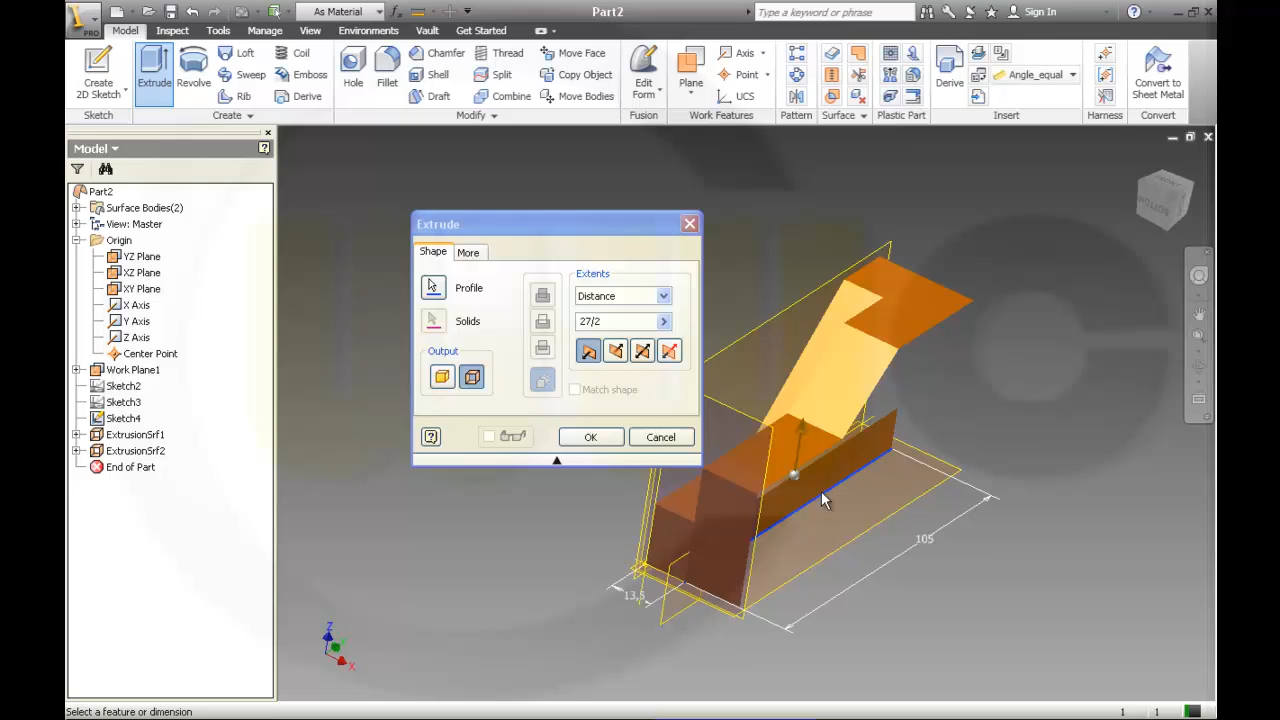 As Material
Part2
Type a keyword or phrase
Sign In
PRO
Model Inspect Tools Manage View Environments Vault Get Started
Create
2D Sketch
Extrude
Revolve
Loft
Sweep
Rib
Coil
Emboss
Derive
Hole
Fillet
Chamfer
Shell
Draft
Thread
Split
Combine
Move Face
Copy Object
Move Bodies
Edit
Form
Plane
Axis
Point
UCS
Derive
Angle_equal
Convert to
Sheet Metal
Sketch Create Modify Fusion Work Features Pattern Surface Plastic Part Insert Harness Convert
Model
Part2
Surface Bodies(2)
View: Master
Origin
YZ Plane
XZ Plane
XY Plane
X Axis
Y Axis
Z Axis
Center Point
Work Plane1
Sketch2
Sketch3
Sketch4
ExtrusionSrf1
ExtrusionSrf2
End of Part
Extrude
Shape More
Profile
Solids
Output
Extents
Distance
27/2
Match shape
OK Cancel
BOTTOM
105
13,5
Z
X
Select a feature or dimension
1 1